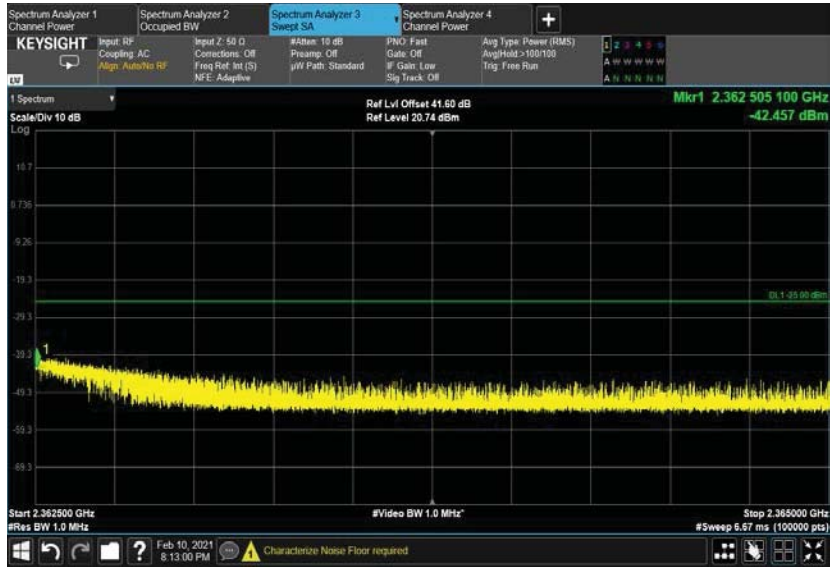 Spectrum Analyzer 1
Channel Power
Spectrum Analyzer 2
Occupied BW
Spectrum Analyzer 3
Swept SA
Spectrum Analyzer 4
Channel Power
KEYSIGHT
Input: RF
Coupling: AC
Align: Auto/No RF
Input Z: 50 Ω
Corrections: Off
Freq Ref: Int (S)
NFE: Adaptive
#Atten: 10 dB
Preamp: Off
µW Path: Standard
PNO: Fast
Gate: Off
IF Gain: Low
Sig Track: Off
Avg Type: Power (RMS)
Avg|Hold:>100/100
Trig: Free Run
1 2 3 4 5 6
A W W W W W
A N N N N N
1 Spectrum
Scale/Div 10 dB
Ref Lvl Offset 41.60 dB
Ref Level 20.74 dBm
Mkr1 2.362 505 100 GHz
-42.457 dBm
Log
10.7
0.736
-9.26
-19.3
DL1 -25.00 dBm
-29.3
-39.3
1
-49.3
-59.3
-69.3
Start 2.362500 GHz
#Res BW 1.0 MHz
#Video BW 1.0 MHz*
Stop 2.365000 GHz
#Sweep 6.67 ms (100000 pts)
Feb 10, 2021
8:13:00 PM
Characterize Noise Floor required